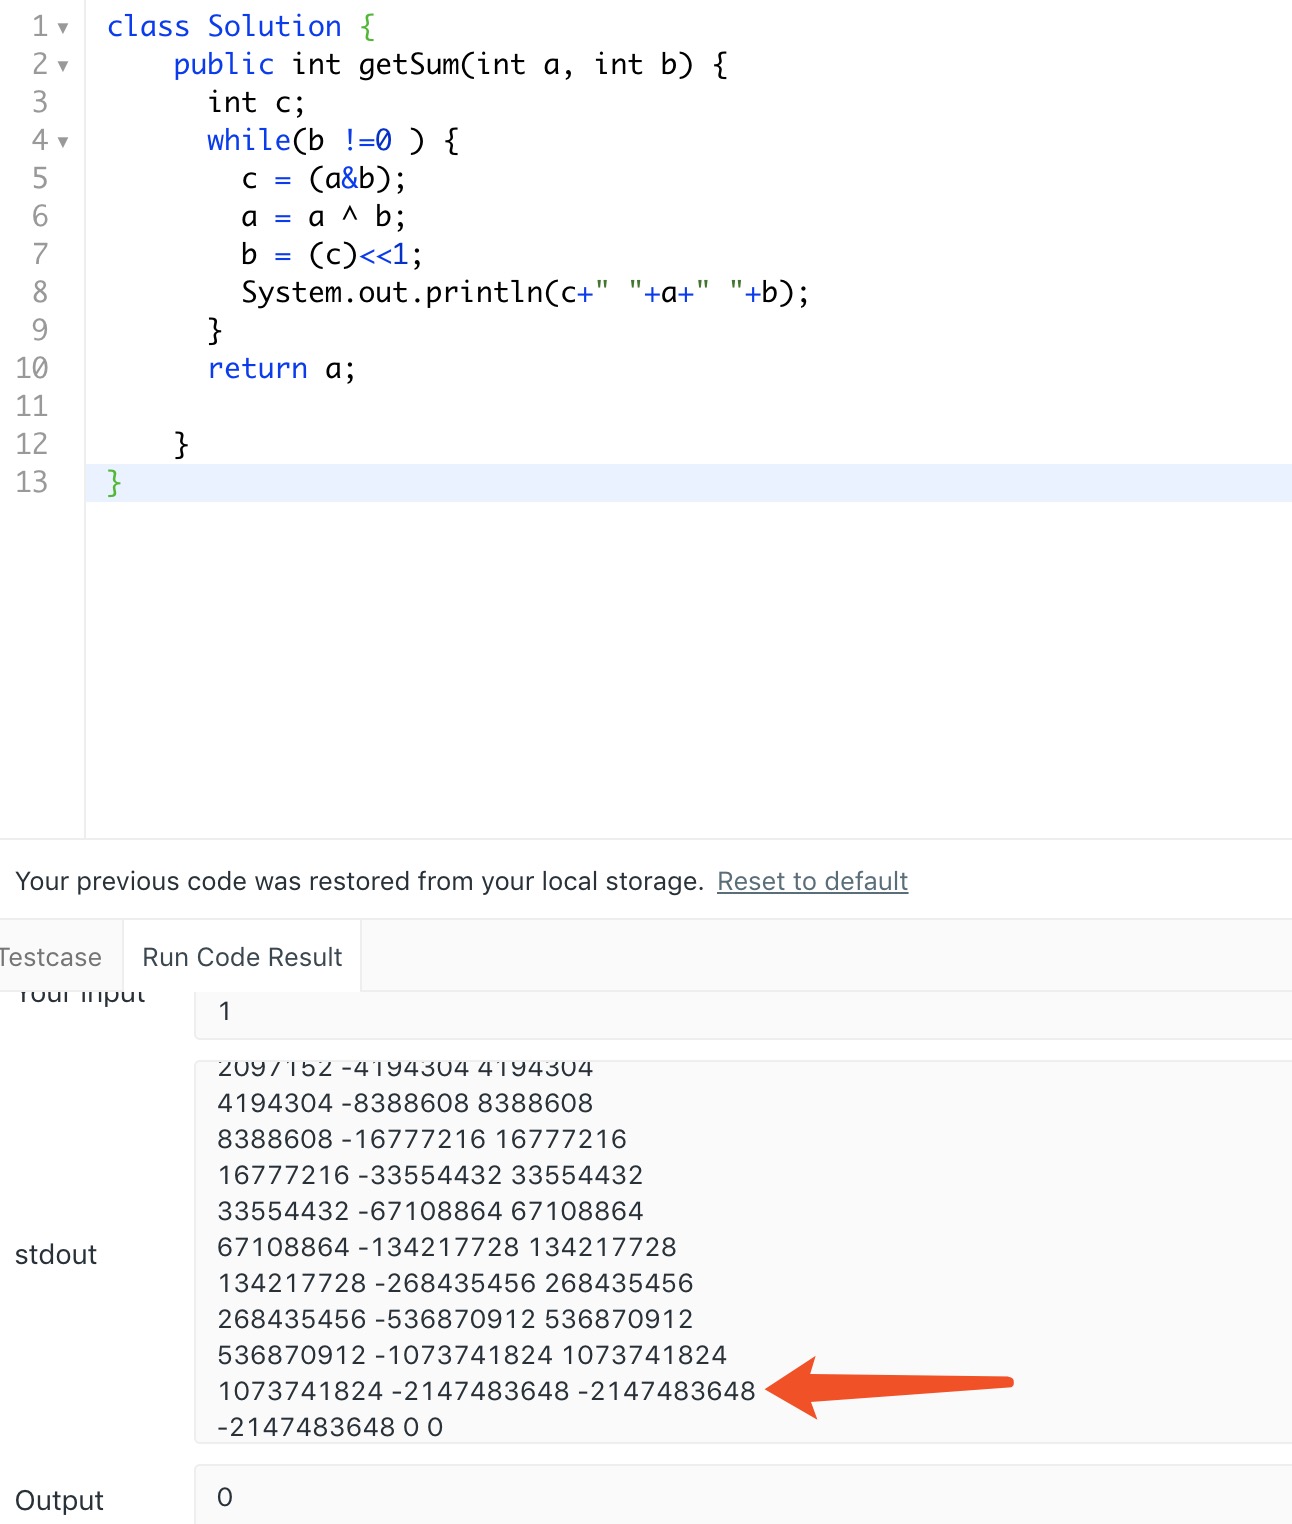 1 class Solution {
2 public int getSum(int a, int b) {
3 int c;
4 while(b !=0 ) {
5 c = (a&b);
6 a = a ^ b;
7 b = (c)<<1;
8 System.out.println(c+" "+a+" "+b);
9 }
10 return a;
11
12 }
13 }
Your previous code was restored from your local storage. Reset to default
Testcase Run Code Result
Your input 1
2097152 -4194304 4194304
4194304 -8388608 8388608
8388608 -16777216 16777216
16777216 -33554432 33554432
33554432 -67108864 67108864
67108864 -134217728 134217728
stdout
134217728 -268435456 268435456
268435456 -536870912 536870912
536870912 -1073741824 1073741824
1073741824 -2147483648 -2147483648
-2147483648 0 0
Output 0